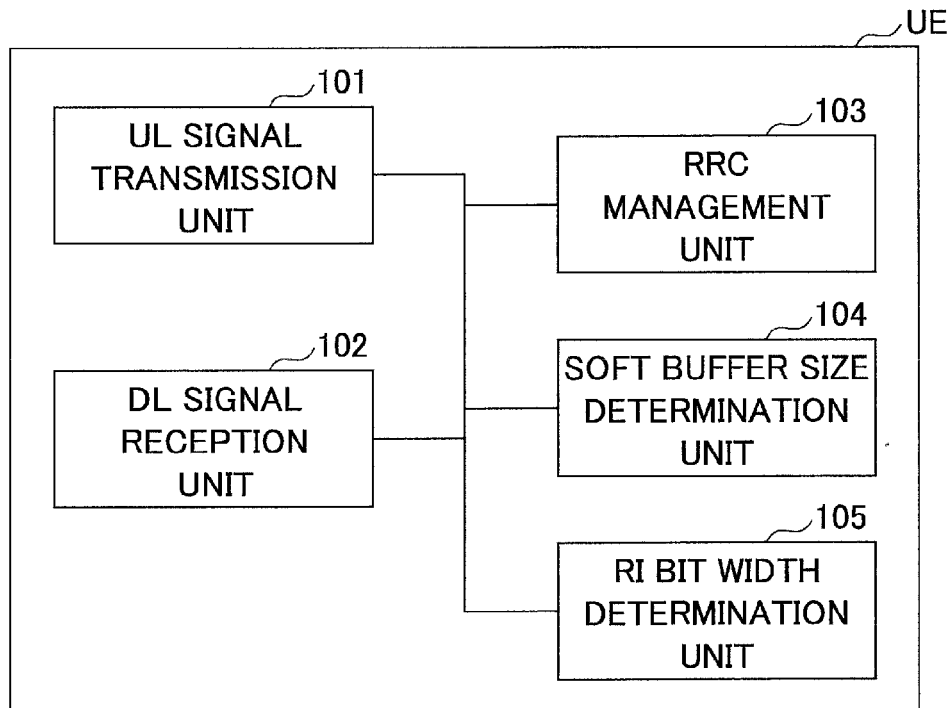 UE
101
UL SIGNAL
TRANSMISSION
UNIT
102
DL SIGNAL
RECEPTION
UNIT
103
RRC
MANAGEMENT
UNIT
104
SOFT BUFFER SIZE
DETERMINATION
UNIT
105
RI BIT WIDTH
DETERMINATION
UNIT